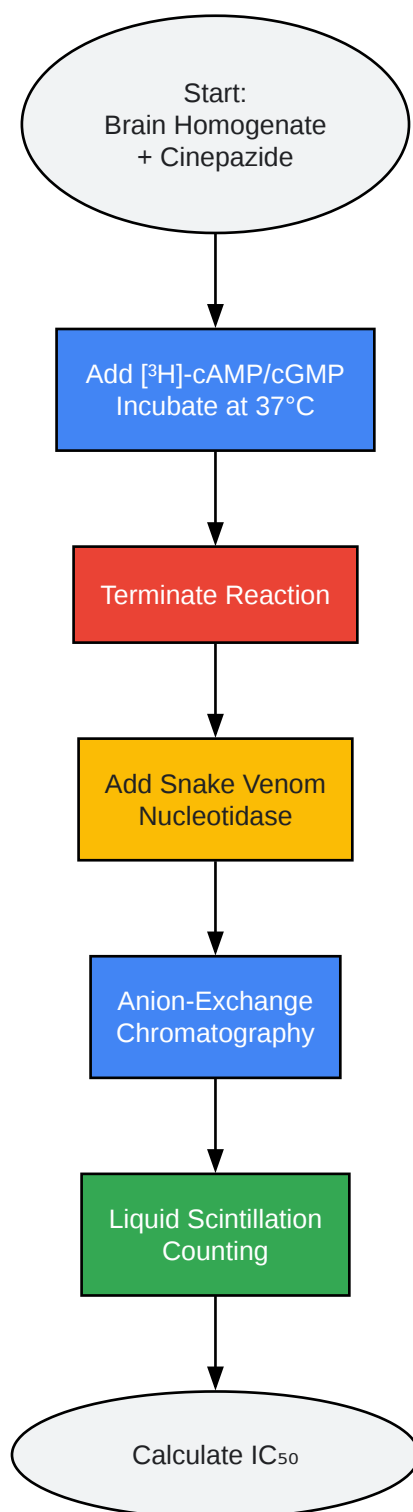 Start:
Brain Homogenate
+ Cinepazide
Add [³H]-cAMP/cGMP
Incubate at 37°C
Terminate Reaction
Add Snake Venom
Nucleotidase
Anion-Exchange
Chromatography
Liquid Scintillation
Counting
Calculate IC₅₀